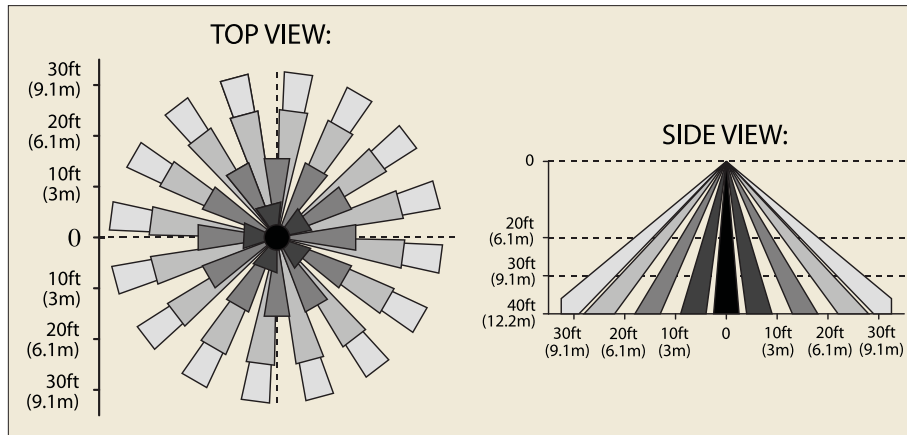 TOP VIEW:
30ft
(9.1m)
20ft
(6.1m)
10ft
(3m)
0
10ft
(3m)
20ft
(6.1m)
30ft
(9.1m)
SIDE VIEW:
0
20ft
(6.1m)
30ft
(9.1m)
40ft
(12.2m)
30ft 20ft 10ft 0 10ft 20ft 30ft
(9.1m) (6.1m) (3m) (3m) (6.1m) (9.1m)